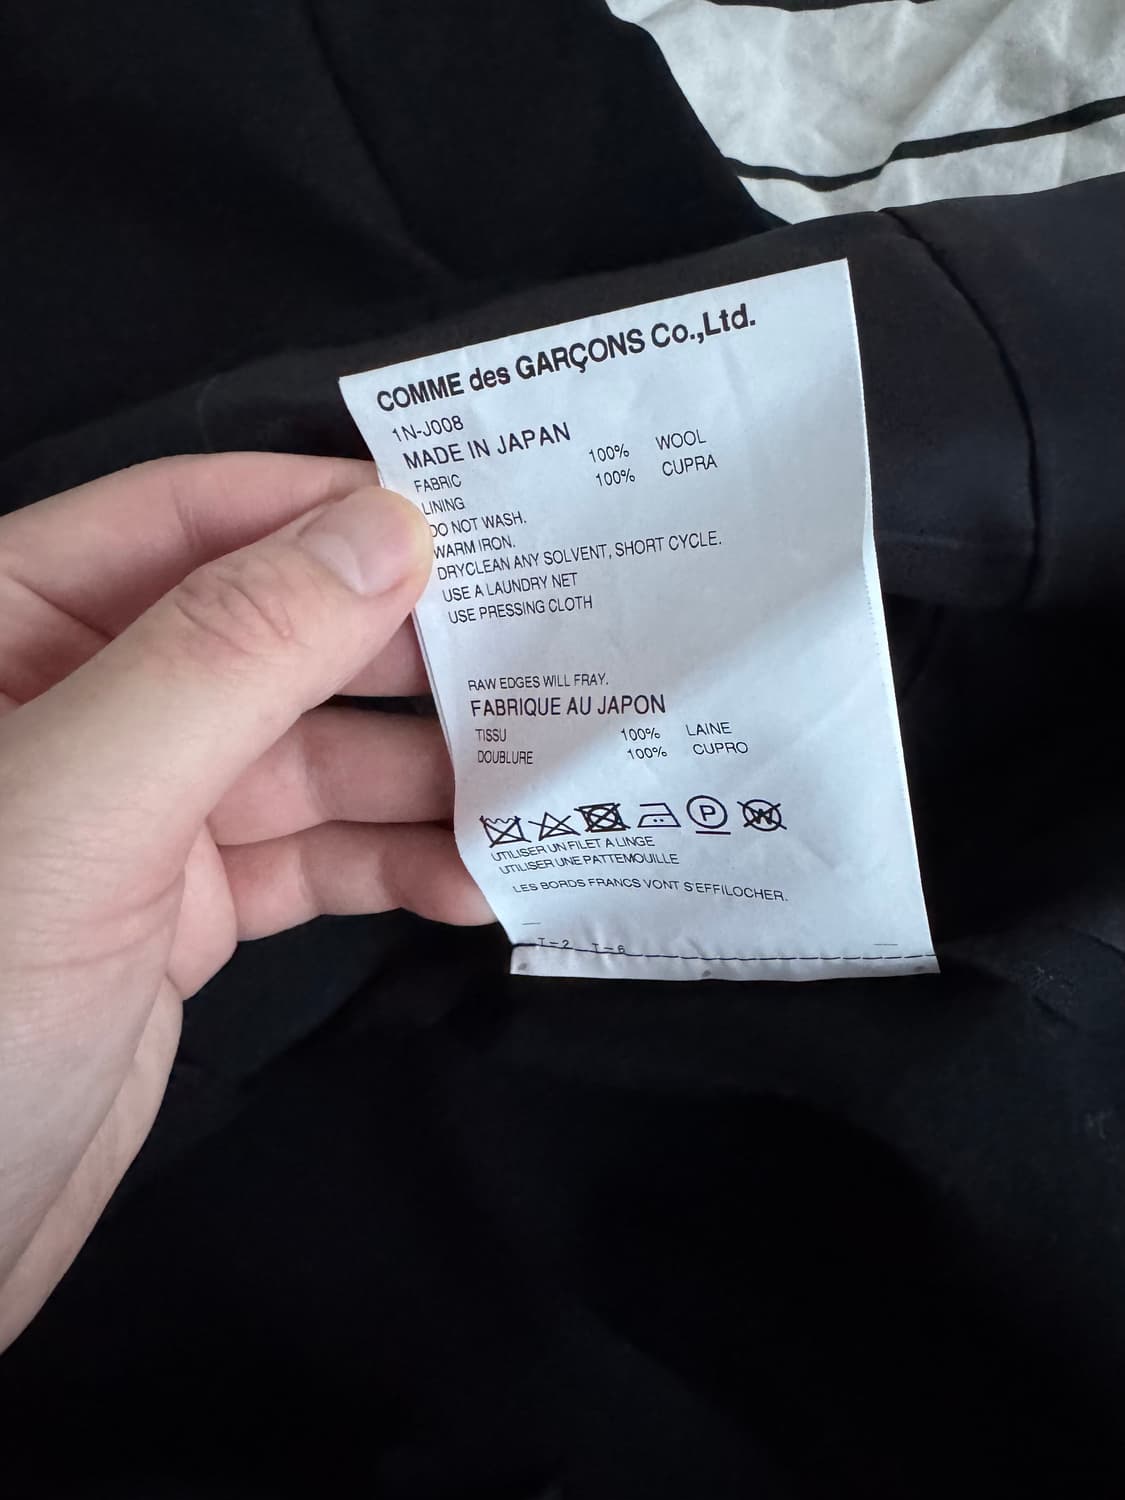 COMME des GARÇONS Co.,Ltd.
1N-J008
MADE IN JAPAN
FABRIC 100% WOOL
LINING 100% CUPRA
DO NOT WASH.
WARM IRON.
DRYCLEAN ANY SOLVENT, SHORT CYCLE.
USE A LAUNDRY NET
USE PRESSING CLOTH
RAW EDGES WILL FRAY.
FABRIQUE AU JAPON
TISSU 100% LAINE
DOUBLURE 100% CUPRO
P W
UTILISER UN FILET A LINGE
UTILISER UNE PATTEMOUILLE
LES BORDS FRANCS VONT S'EFFILOCHER.
T-2 T-6